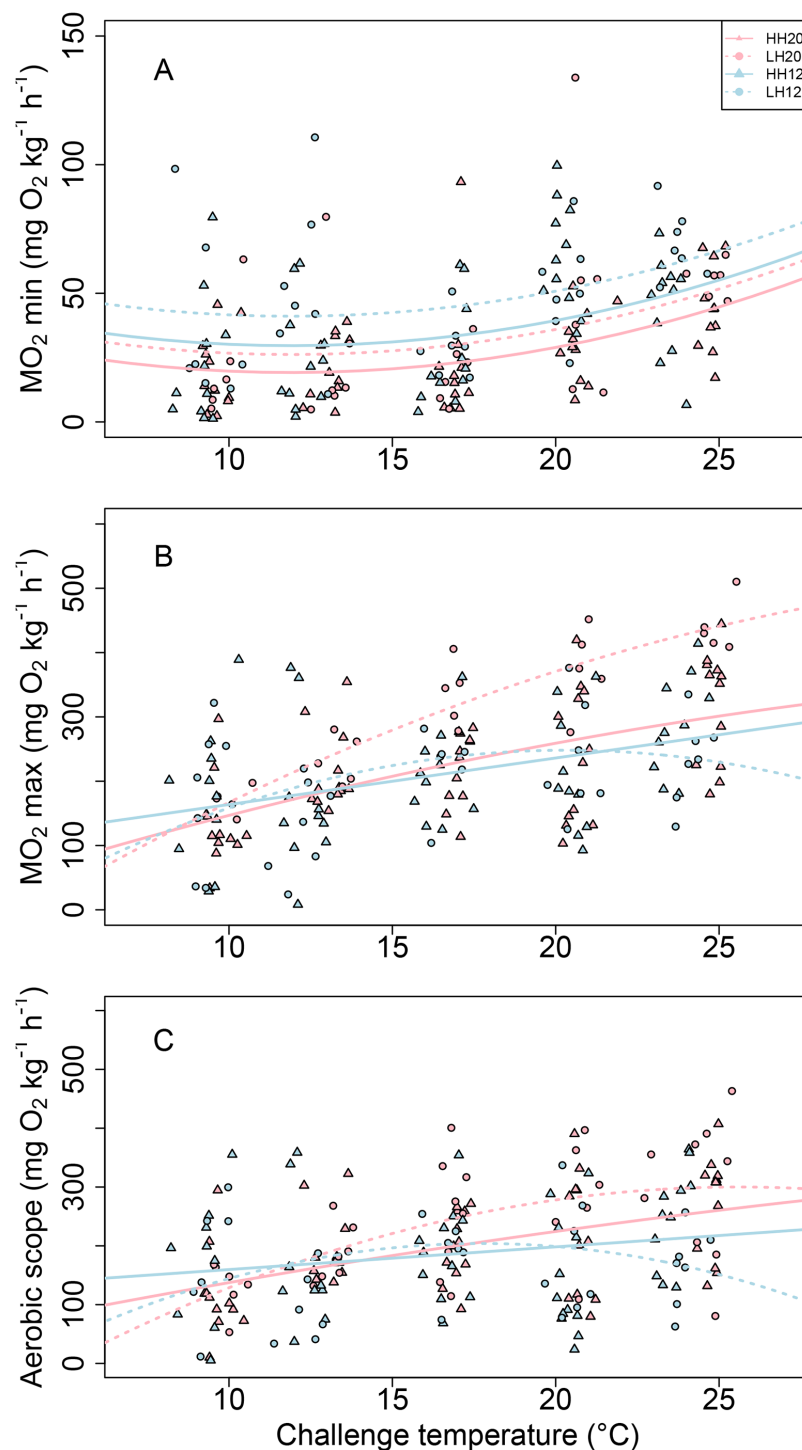 A
HH20
LH20
HH12
LH12
MO₂ min (mg O₂ kg⁻¹ h⁻¹)
150
100
50
0
10
15
20
25
B
MO₂ max (mg O₂ kg⁻¹ h⁻¹)
500
300
100
0
10
15
20
25
C
Aerobic scope (mg O₂ kg⁻¹ h⁻¹)
500
300
100
0
10
15
20
25
Challenge temperature (°C)